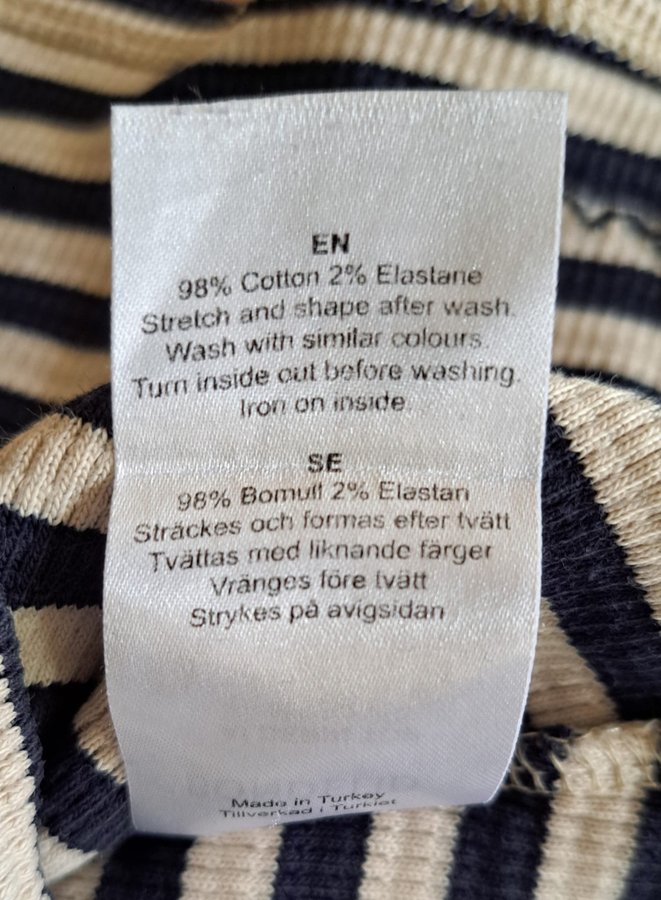 EN
98% Cotton 2% Elastane
Stretch and shape after wash.
Wash with similar colours.
Turn inside out before washing.
Iron on inside.
SE
98% Bomull 2% Elastan
Sträckes och formas efter tvätt
Tvättas med liknande färger
Vränges före tvätt
Strykes på avigsidan
Made in Turkey
Tillverkad i Turkiet